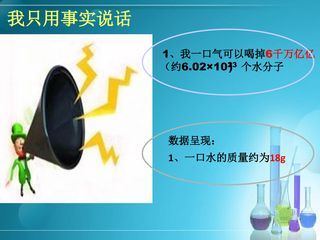 我只用事实说话
1、我一口气可以喝掉6千万亿亿
（约6.02×10²³）个水分子
数据呈现：
1、一口水的质量约为18g